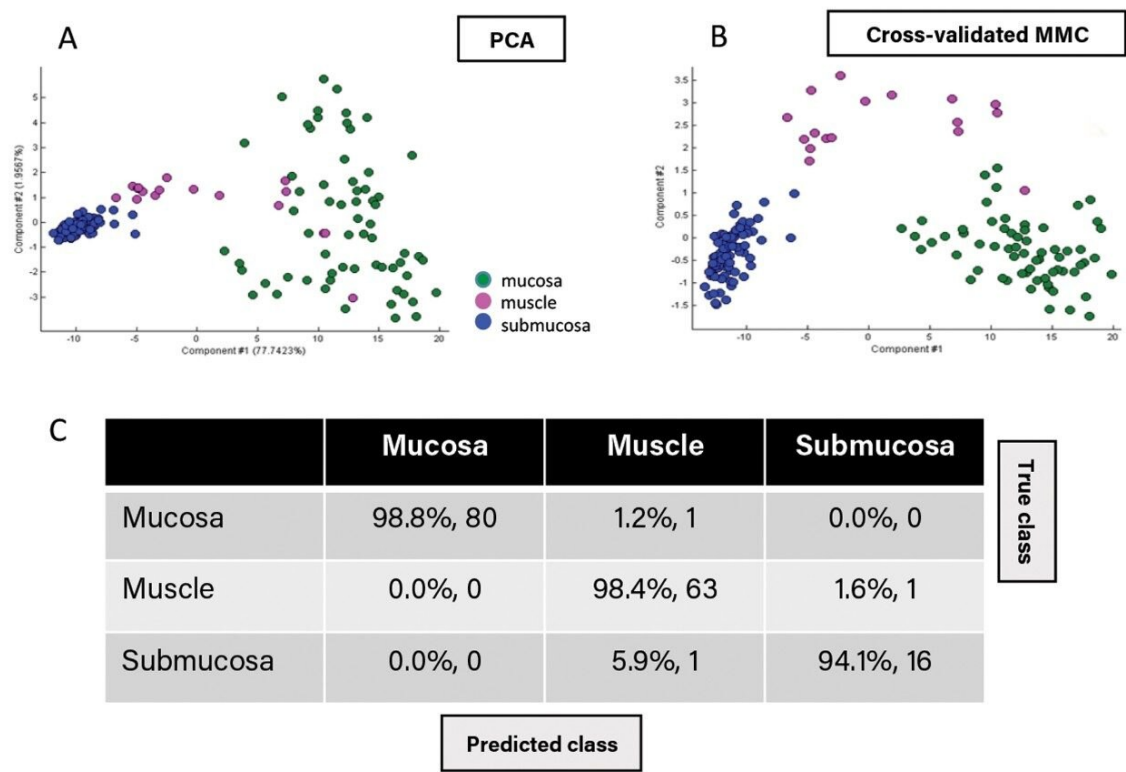 A
PCA
5
4
3
2
1
0
-1
-2
-3
Component #2 (1.9567%)
-10
-5
0
5
10
15
20
Component #1 (77.7423%)
mucosa
muscle
submucosa
B
Cross-validated MMC
3.5
3
2.5
2
1.5
1
0.5
0
-0.5
-1
-1.5
Component #2
-10
-5
0
5
10
15
20
Component #1
C
Mucosa Muscle Submucosa
Mucosa 98.8%, 80 1.2%, 1 0.0%, 0
Muscle 0.0%, 0 98.4%, 63 1.6%, 1
Submucosa 0.0%, 0 5.9%, 1 94.1%, 16
True class
Predicted class